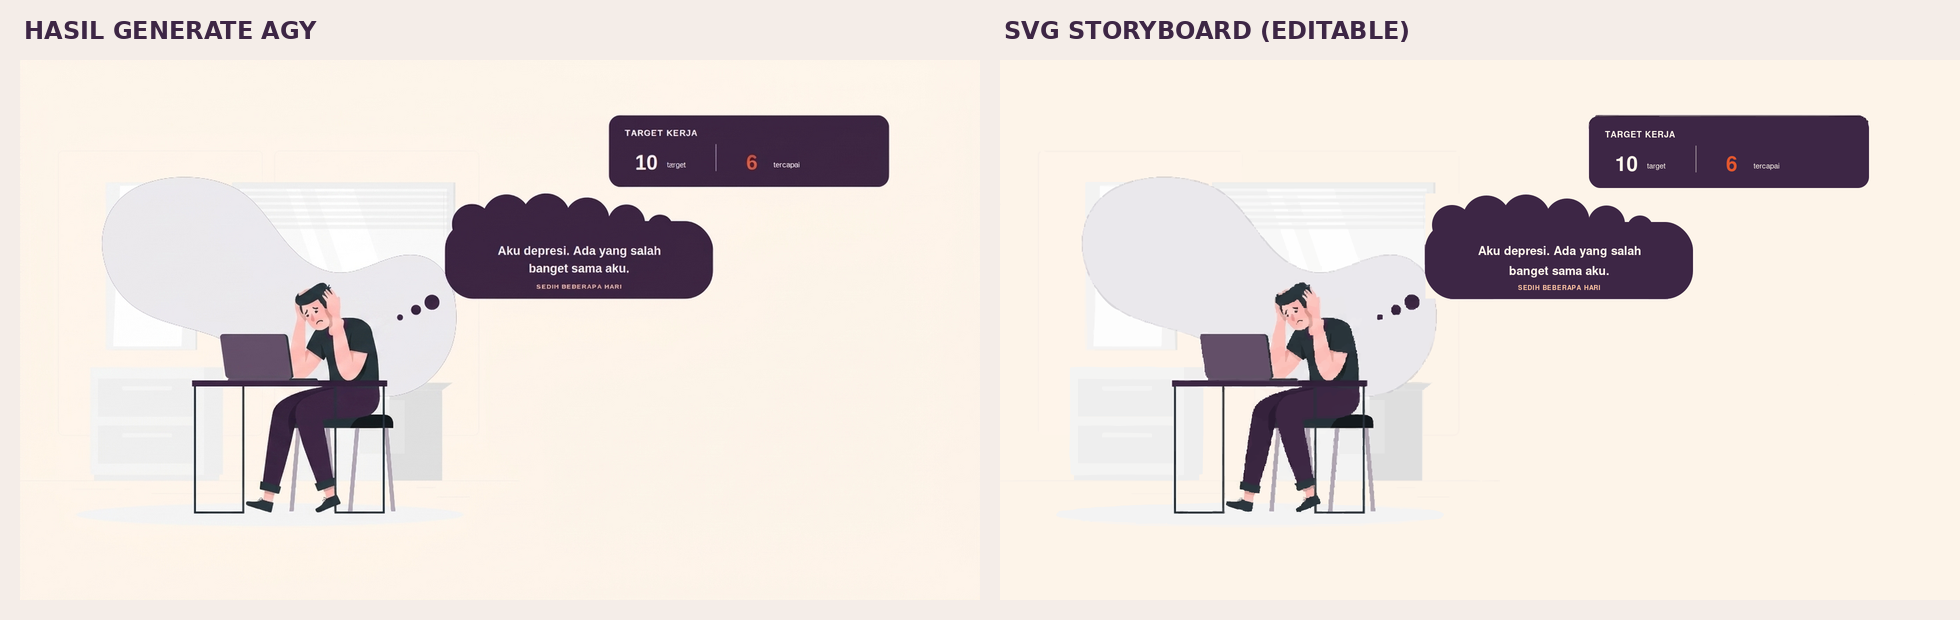 HASIL GENERATE AGY
TARGET KERJA
10 target 6 tercapai
Aku depresi. Ada yang salah
banget sama aku.
SEDIH BEBERAPA HARI
SVG STORYBOARD (EDITABLE)
TARGET KERJA
10 target 6 tercapai
Aku depresi. Ada yang salah
banget sama aku.
SEDIH BEBERAPA HARI